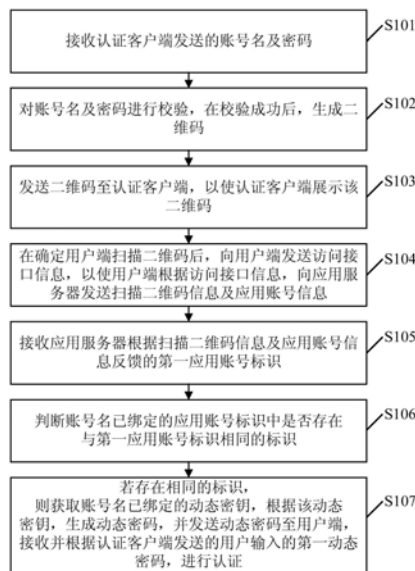 接收认证客户端发送的账号名及密码
S101
对账号名及密码进行校验，在校验成功后，生成二
维码
S102
发送二维码至认证客户端，以使认证客户端展示该
二维码
S103
在确定用户端扫描二维码后，向用户端发送访问接
口信息，以使用户端根据访问接口信息，向应用服
务器发送扫描二维码信息及应用账号信息
S104
接收应用服务器根据扫描二维码信息及应用账号信
息反馈的第一应用账号标识
S105
判断账号名已绑定的应用账号标识中是否存在
与第一应用账号标识相同的标识
S106
若存在相同的标识，
则获取账号名已绑定的动态密钥，根据该动态
密钥，生成动态密码，并发送动态密码至用户端，
接收并根据认证客户端发送的用户输入的第一动态
密码，进行认证
S107